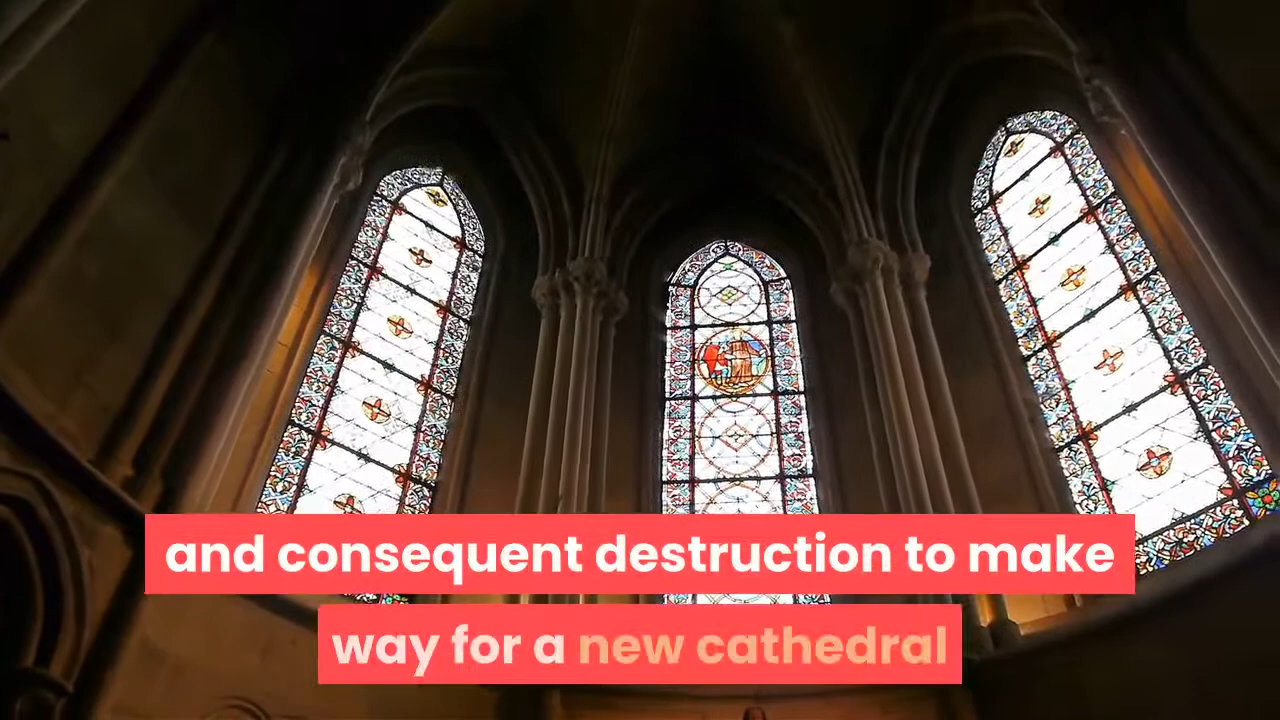 and consequent destruction to make
way for a new cathedral